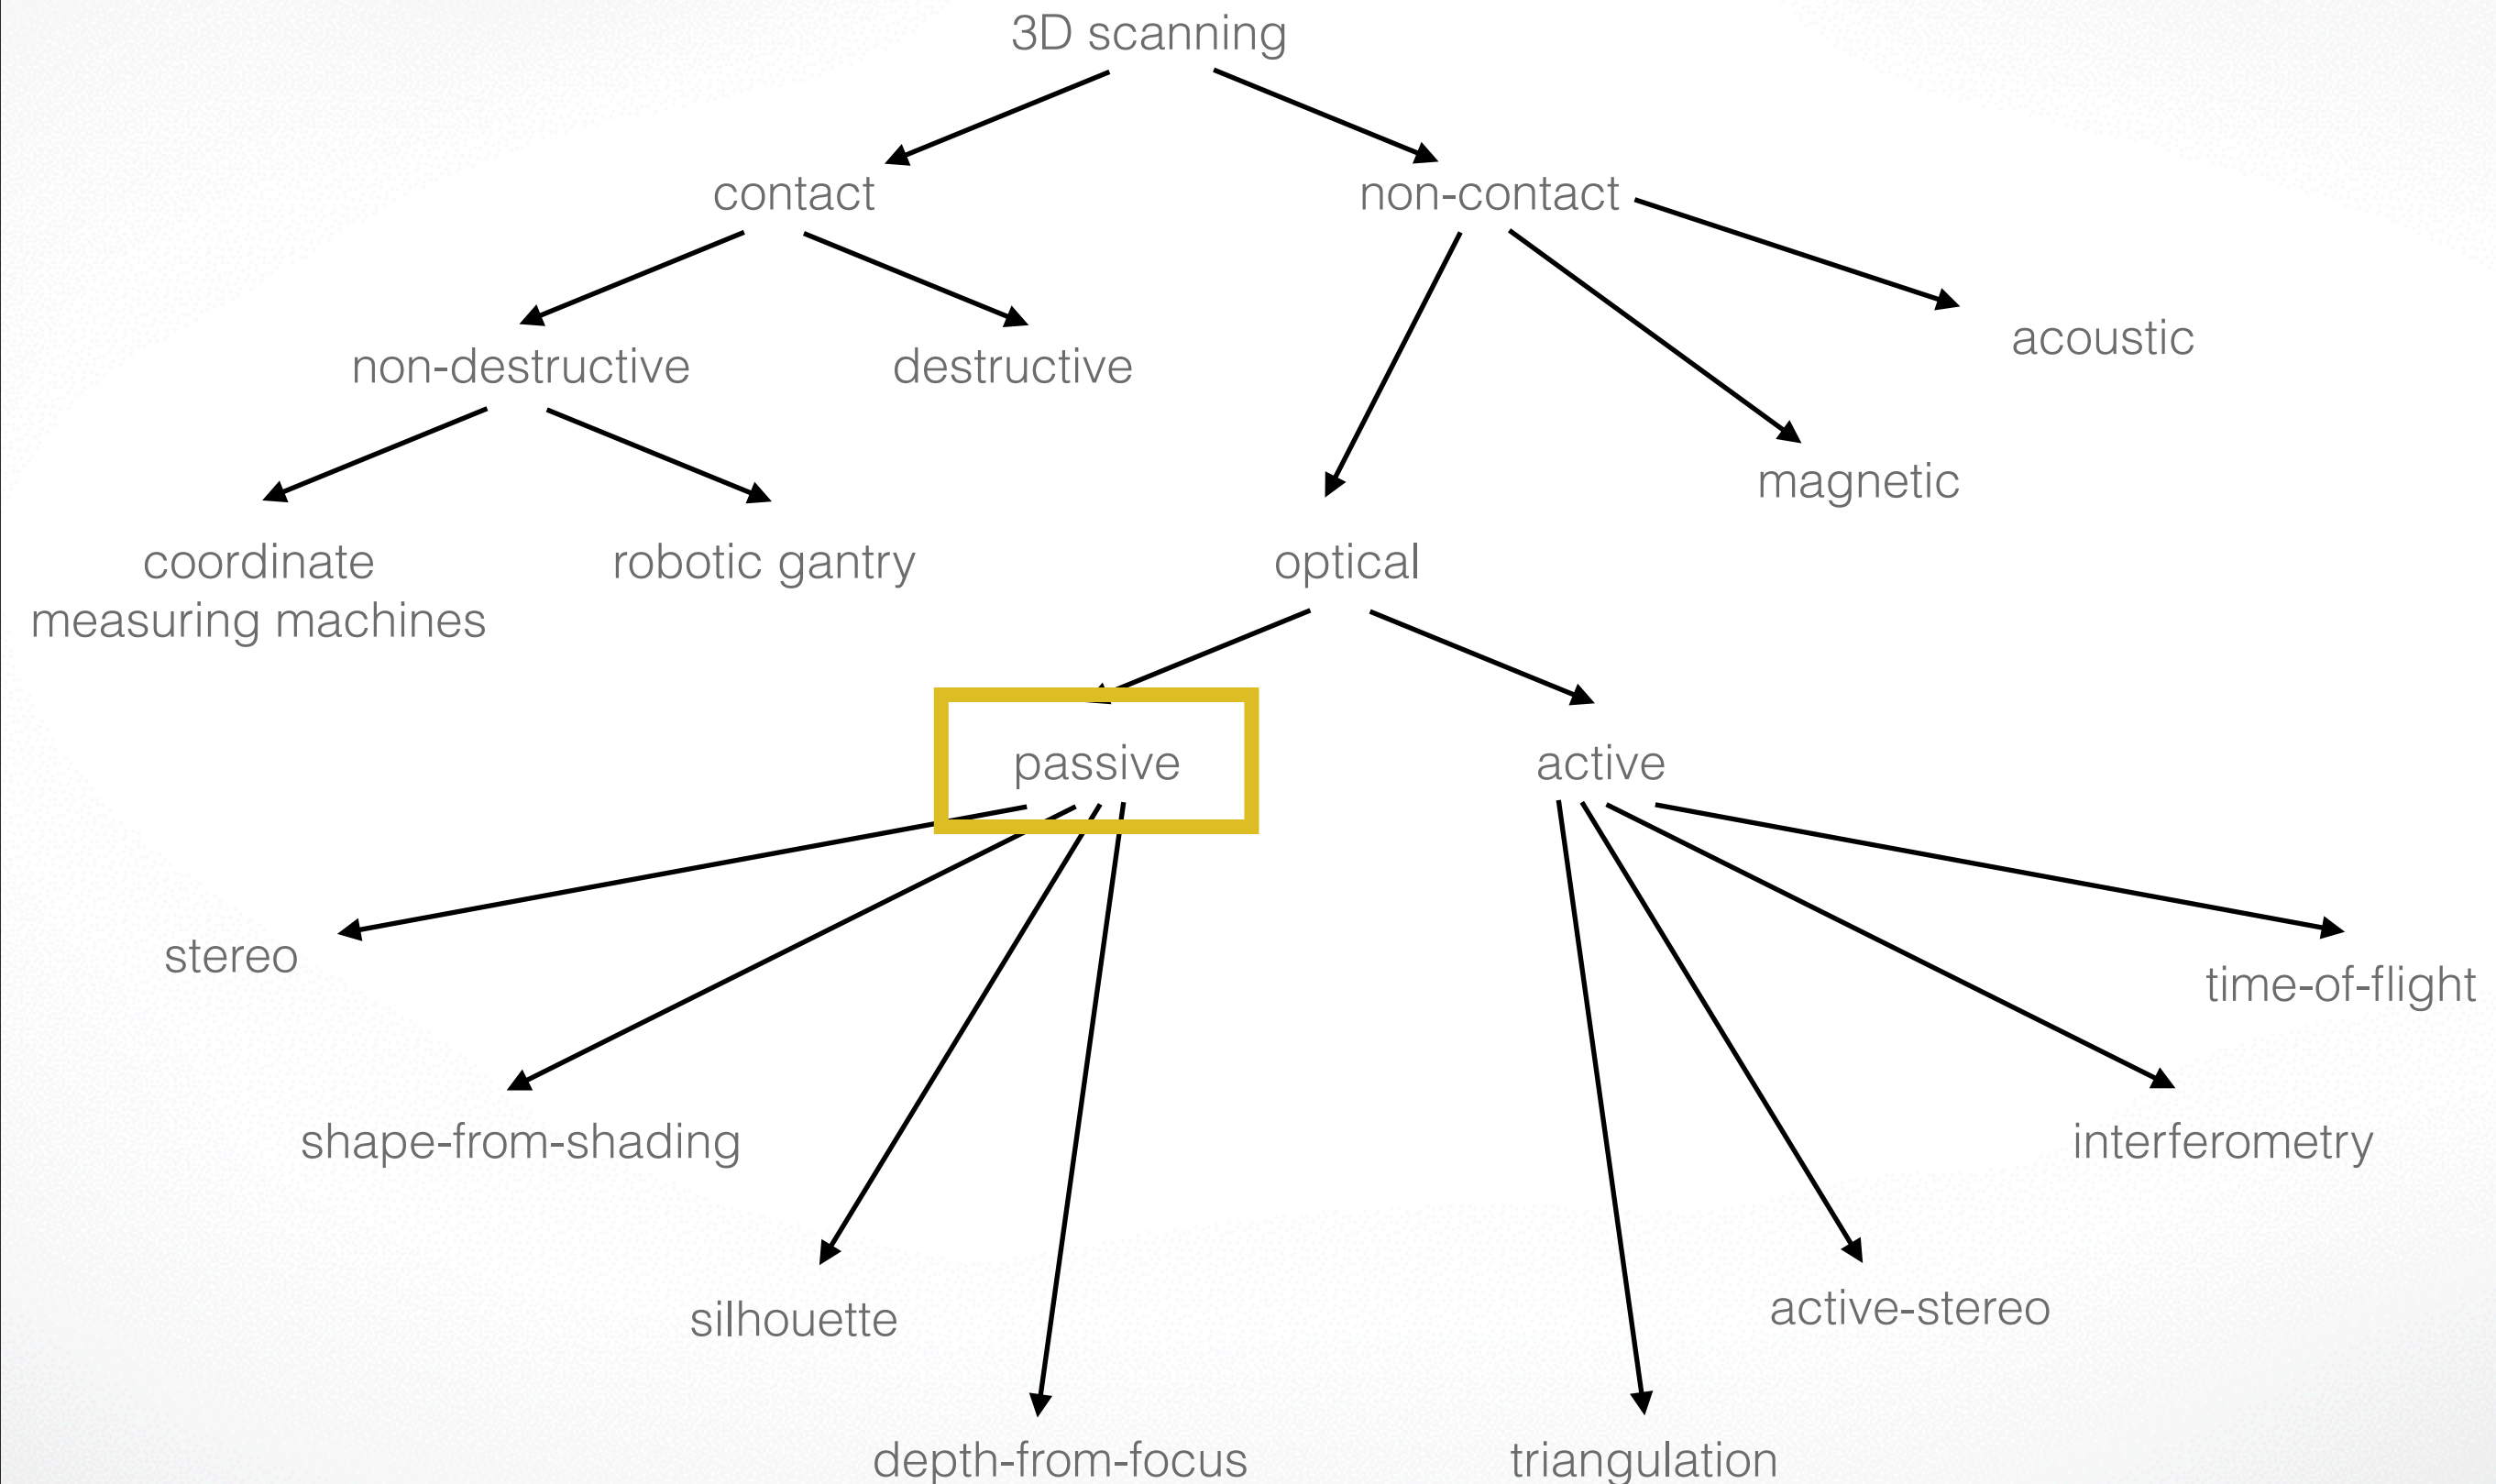 3D scanning
contact
non-contact
acoustic
non-destructive
destructive
magnetic
coordinate
measuring machines
robotic gantry
optical
passive
active
stereo
time-of-flight
shape-from-shading
interferometry
silhouette
active-stereo
depth-from-focus
triangulation